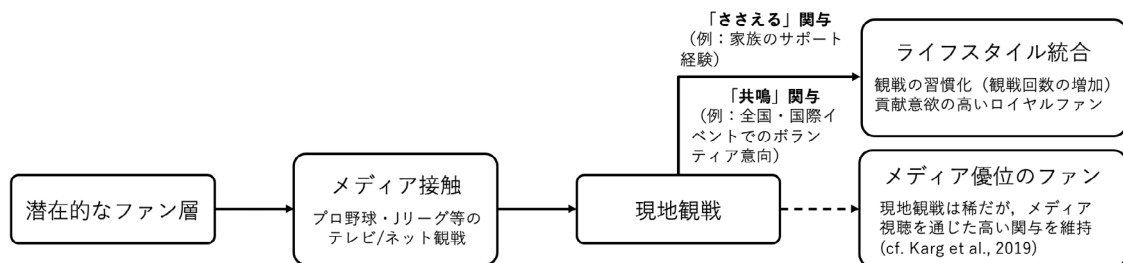 潜在的なファン層
メディア接触
プロ野球・Jリーグ等の
テレビ/ネット観戦
現地観戦
「ささえる」関与
（例：家族のサポート
経験）
「共鳴」関与
（例：全国・国際イ
ベントでのボラン
ティア意向）
ライフスタイル統合
観戦の習慣化（観戦回数の増加）
貢献意欲の高いロイヤルファン
メディア優位のファン
現地観戦は稀だが，メディア
視聴を通じた高い関与を維持
(cf. Karg et al., 2019)